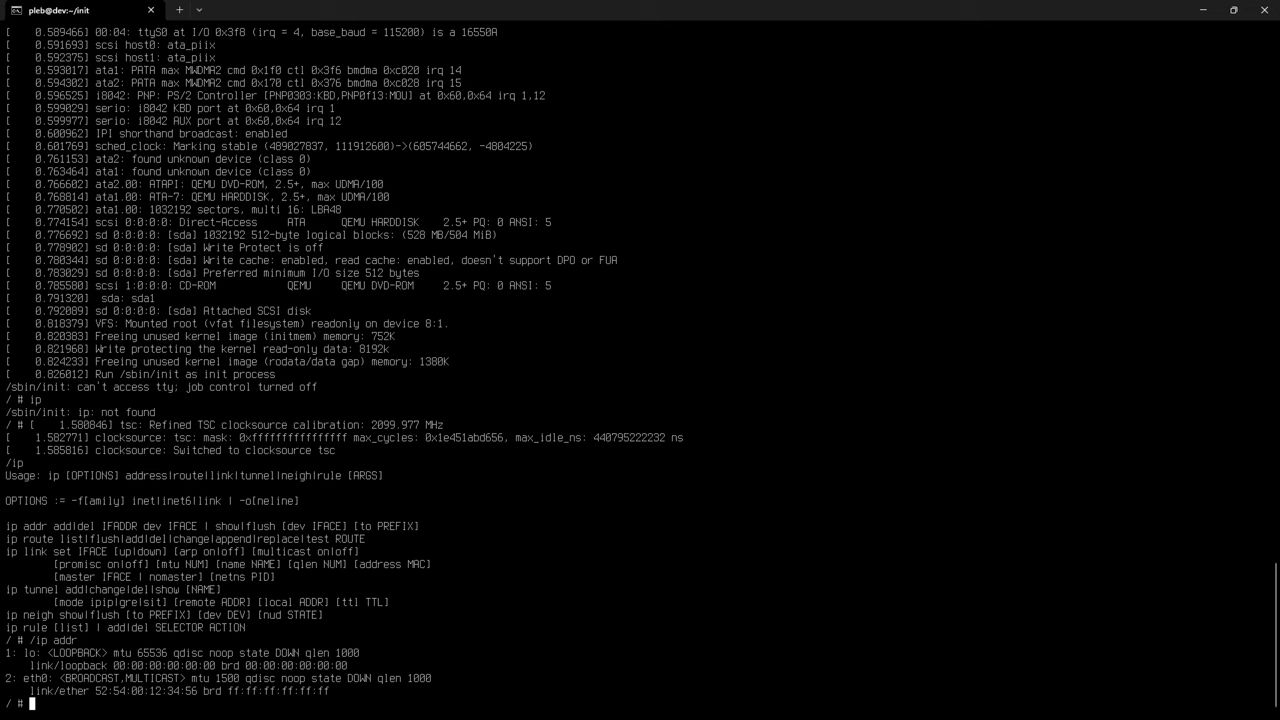 pleb@dev:~/init
[    0.589466] 00:04: ttyS0 at I/O 0x3f8 (irq = 4, base_baud = 115200) is a 16550A
[    0.591693] scsi host0: ata_piix
[    0.592375] scsi host1: ata_piix
[    0.593017] ata1: PATA max MWDMA2 cmd 0x1f0 ctl 0x3f6 bmdma 0xc020 irq 14
[    0.594302] ata2: PATA max MWDMA2 cmd 0x170 ctl 0x376 bmdma 0xc028 irq 15
[    0.596525] i8042: PNP: PS/2 Controller [PNP0303:KBD,PNP0f13:MOU] at 0x60,0x64 irq 1,12
[    0.599029] serio: i8042 KBD port at 0x60,0x64 irq 1
[    0.599977] serio: i8042 AUX port at 0x60,0x64 irq 12
[    0.600962] IPI shorthand broadcast: enabled
[    0.601769] sched_clock: Marking stable (489027837, 111912600)->(605744662, -4804225)
[    0.761153] ata2: found unknown device (class 0)
[    0.763464] ata1: found unknown device (class 0)
[    0.766602] ata2.00: ATAPI: QEMU DVD-ROM, 2.5+, max UDMA/100
[    0.768814] ata1.00: ATA-7: QEMU HARDDISK, 2.5+, max UDMA/100
[    0.770502] ata1.00: 1032192 sectors, multi 16: LBA48
[    0.774154] scsi 0:0:0:0: Direct-Access     ATA      QEMU HARDDISK    2.5+ PQ: 0 ANSI: 5
[    0.776692] sd 0:0:0:0: [sda] 1032192 512-byte logical blocks: (528 MB/504 MiB)
[    0.778902] sd 0:0:0:0: [sda] Write Protect is off
[    0.780344] sd 0:0:0:0: [sda] Write cache: enabled, read cache: enabled, doesn't support DPO or FUA
[    0.783029] sd 0:0:0:0: [sda] Preferred minimum I/O size 512 bytes
[    0.785580] scsi 1:0:0:0: CD-ROM            QEMU     QEMU DVD-ROM     2.5+ PQ: 0 ANSI: 5
[    0.791320]  sda: sda1
[    0.792089] sd 0:0:0:0: [sda] Attached SCSI disk
[    0.818379] VFS: Mounted root (vfat filesystem) readonly on device 8:1.
[    0.820383] Freeing unused kernel image (initmem) memory: 752K
[    0.821968] Write protecting the kernel read-only data: 8192k
[    0.824233] Freeing unused kernel image (rodata/data gap) memory: 1380K
[    0.826012] Run /sbin/init as init process
/sbin/init: can't access tty; job control turned off
/ # ip
/sbin/init: ip: not found
/ # [    1.580846] tsc: Refined TSC clocksource calibration: 2099.977 MHz
[    1.582771] clocksource: tsc: mask: 0xffffffffffffffff max_cycles: 0x1e451abd656, max_idle_ns: 440795222232 ns
[    1.585816] clocksource: Switched to clocksource tsc
/ip
Usage: ip [OPTIONS] address|route|link|tunnel|neigh|rule [ARGS]
OPTIONS := -f[amily] inet|inet6|link | -o[neline]
ip addr add|del IFADDR dev IFACE | show|flush [dev IFACE] [to PREFIX]
ip route list|flush|add|del|change|append|replace|test ROUTE
ip link set IFACE [up|down] [arp on|off] [multicast on|off]
        [promisc on|off] [mtu NUM] [name NAME] [qlen NUM] [address MAC]
        [master IFACE | nomaster] [netns PID]
ip tunnel add|change|del|show [NAME]
        [mode ipip|gre|sit] [remote ADDR] [local ADDR] [ttl TTL]
ip neigh show|flush [to PREFIX] [dev DEV] [nud STATE]
ip rule [list] | add|del SELECTOR ACTION
/ # /ip addr
1: lo: <LOOPBACK> mtu 65536 qdisc noop state DOWN qlen 1000
    link/loopback 00:00:00:00:00:00 brd 00:00:00:00:00:00
2: eth0: <BROADCAST,MULTICAST> mtu 1500 qdisc noop state DOWN qlen 1000
    link/ether 52:54:00:12:34:56 brd ff:ff:ff:ff:ff:ff
/ #